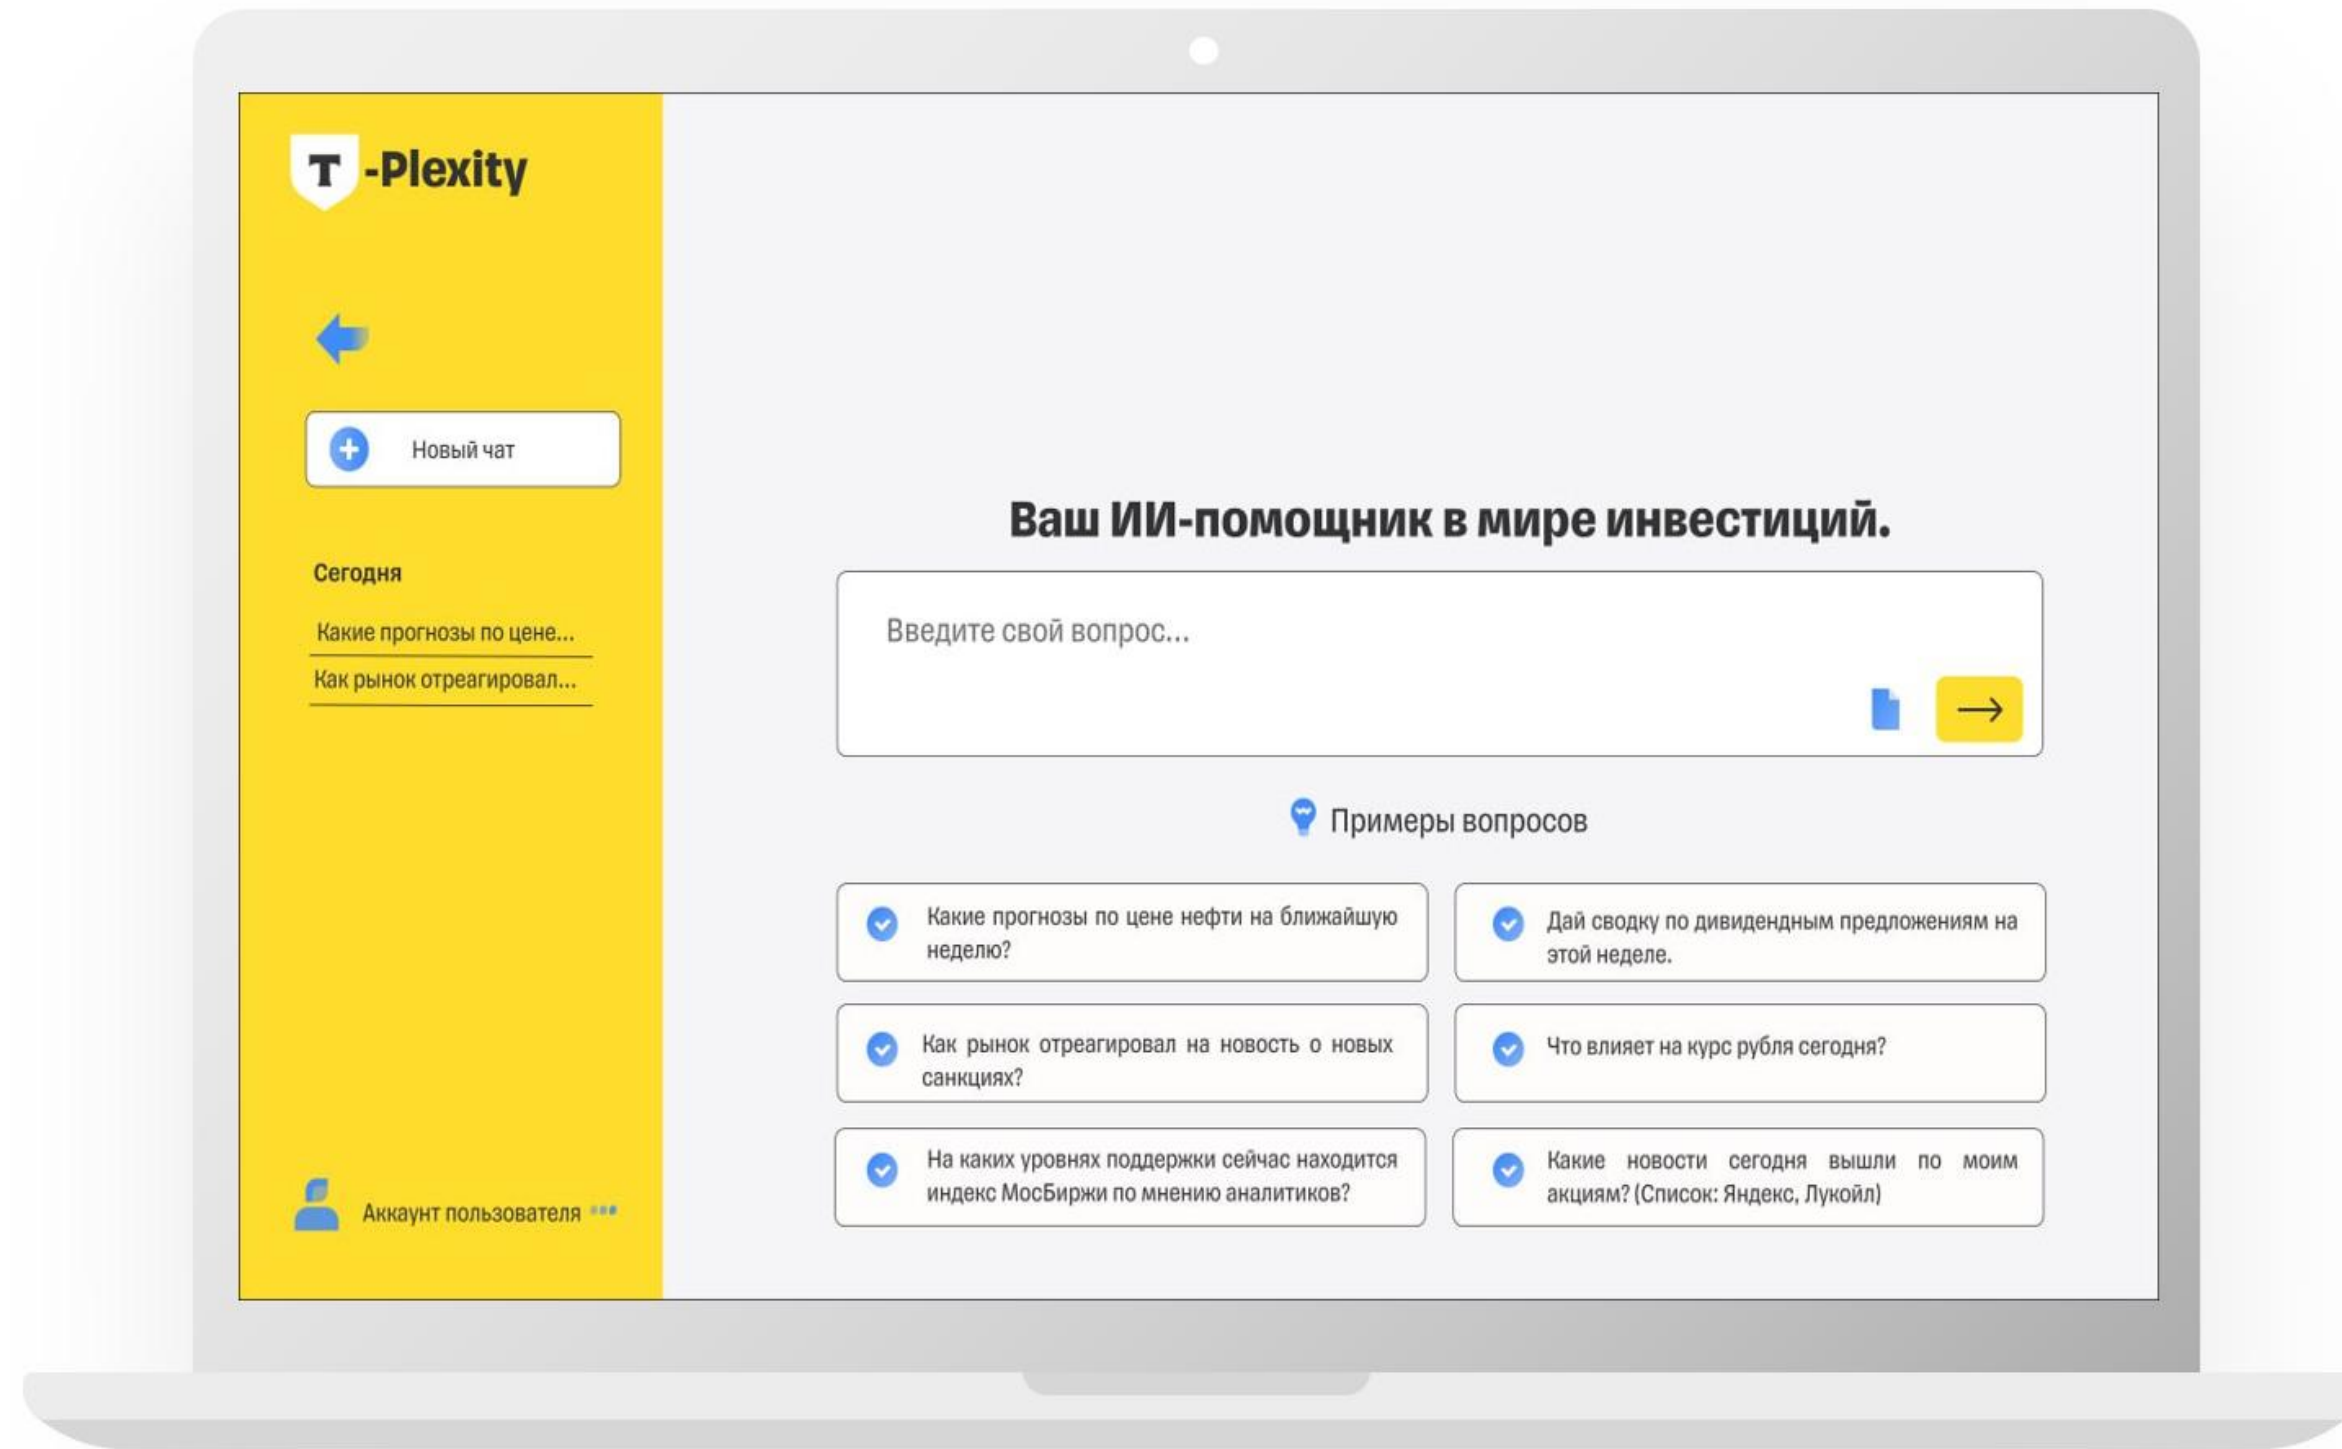 T -Plexity
Новый чат
Сегодня
Какие прогнозы по цене...
Как рынок отреагировал...
Аккаунт пользователя
Ваш ИИ-помощник в мире инвестиций.
Введите свой вопрос...
Примеры вопросов
Какие прогнозы по цене нефти на ближайшую
неделю?
Дай сводку по дивидендным предложениям на
этой неделе.
Как рынок отреагировал на новость о новых
санкциях?
Что влияет на курс рубля сегодня?
На каких уровнях поддержки сейчас находится
индекс МосБиржи по мнению аналитиков?
Какие новости сегодня вышли по моим
акциям? (Список: Яндекс, Лукойл)